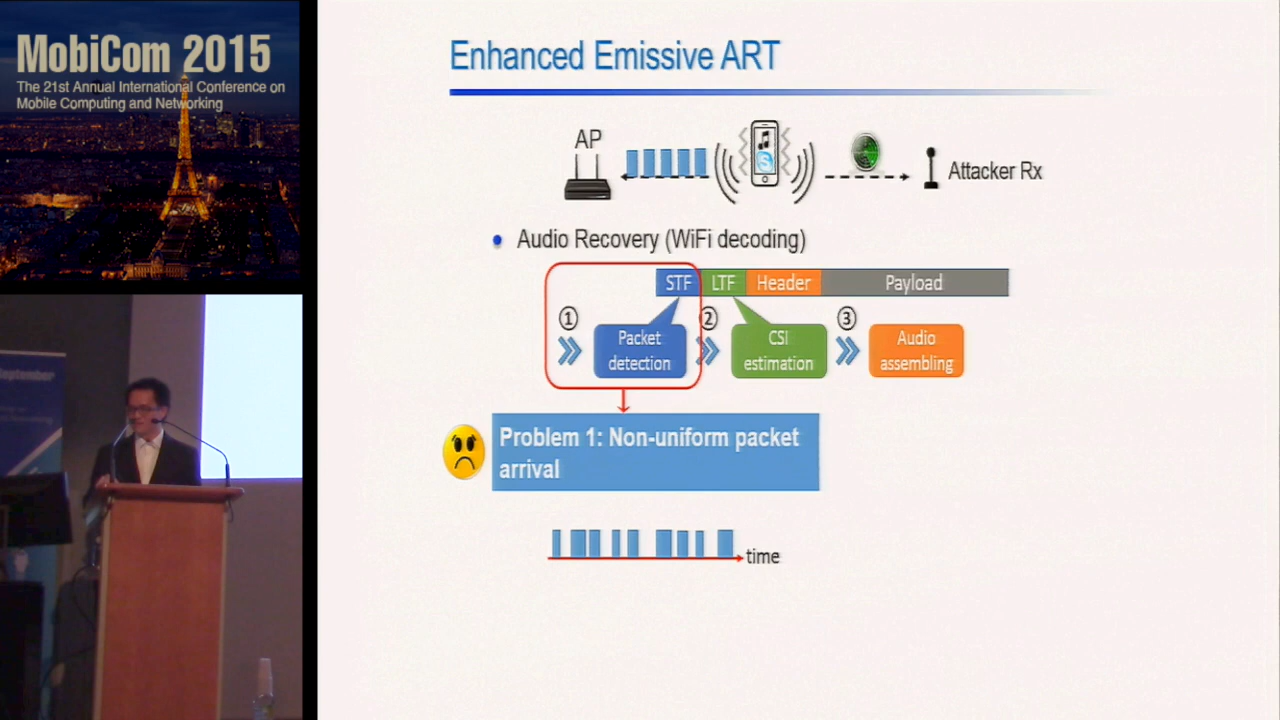 MobiCom 2015
The 21st Annual International Conference on
Mobile Computing and Networking
September
Enhanced Emissive ART
AP
Attacker Rx
• Audio Recovery (WiFi decoding)
STF LTF Header Payload
① ② ③
Packet
detection
CSI
estimation
Audio
assembling
Problem 1: Non-uniform packet
arrival
time